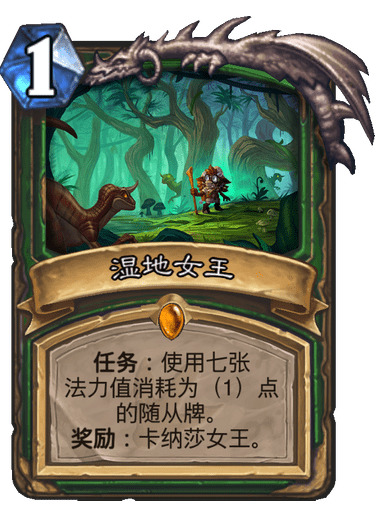 1
湿地女王
任务：使用七张
法力值消耗为（1）点
的随从牌。
奖励：卡纳莎女王。